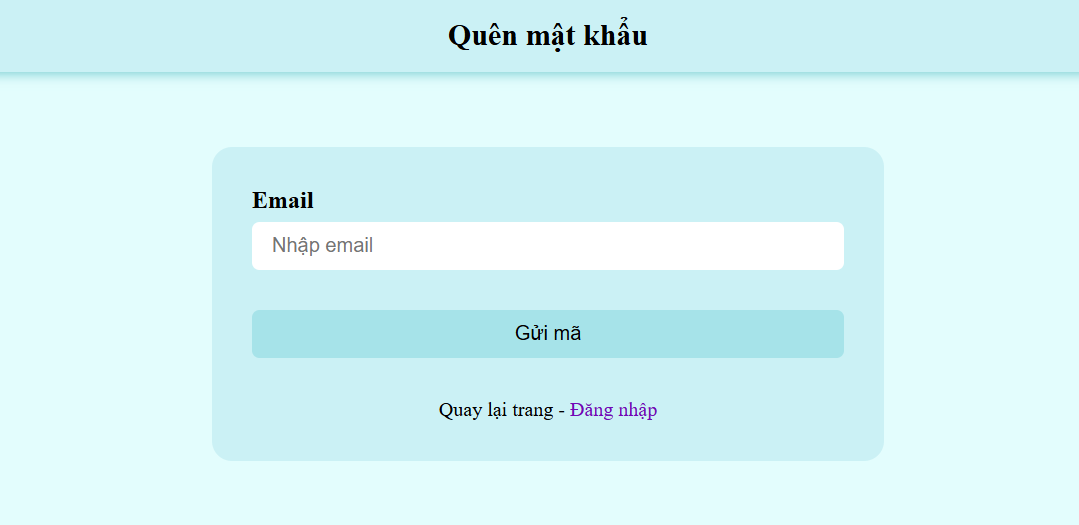 Quên mật khẩu
Email
Nhập email
Gửi mã
Quay lại trang - Đăng nhập